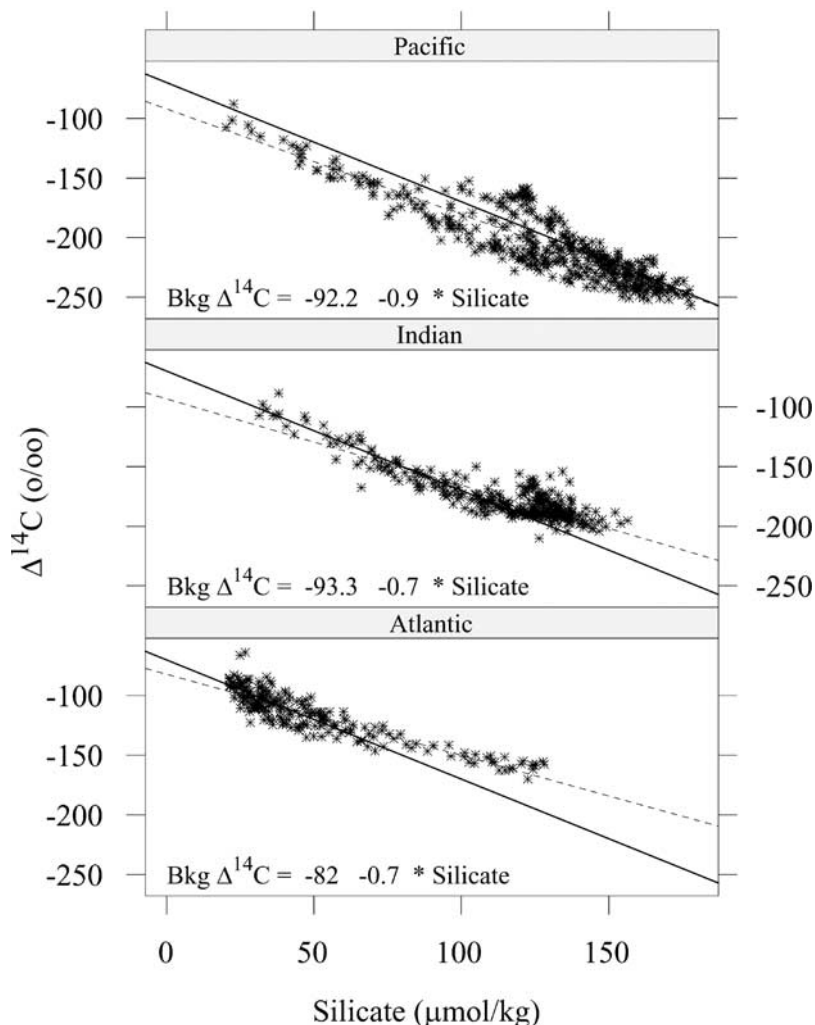 Pacific
-100
-150
-200
-250
Bkg Δ¹⁴C = -92.2 -0.9 * Silicate
Indian
-100
-150
-200
-250
Bkg Δ¹⁴C = -93.3 -0.7 * Silicate
Δ¹⁴C (o/oo)
Atlantic
-100
-150
-200
-250
Bkg Δ¹⁴C = -82 -0.7 * Silicate
0 50 100 150
Silicate (μmol/kg)